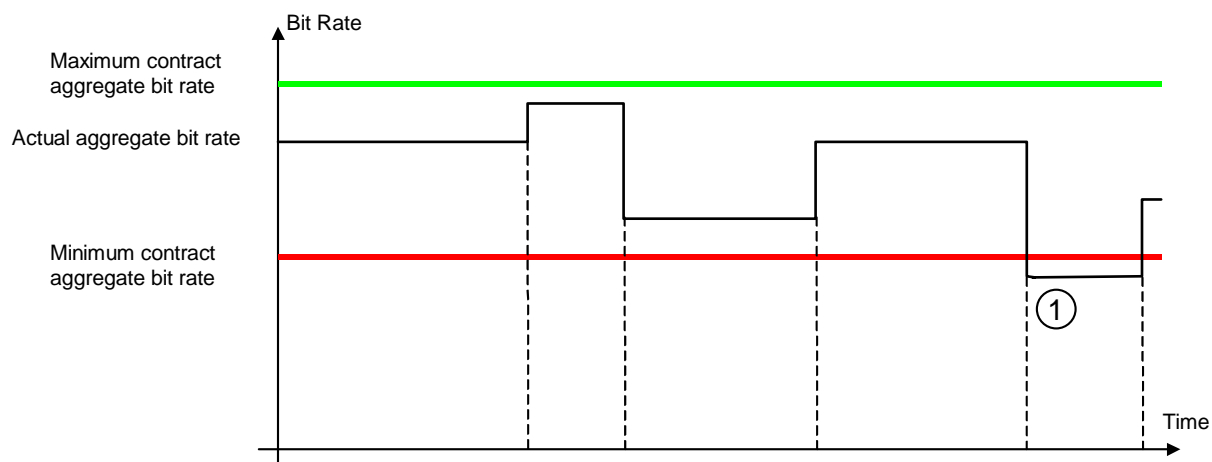 Bit Rate
Maximum contract
aggregate bit rate
Actual aggregate bit rate
Minimum contract
aggregate bit rate
1
Time